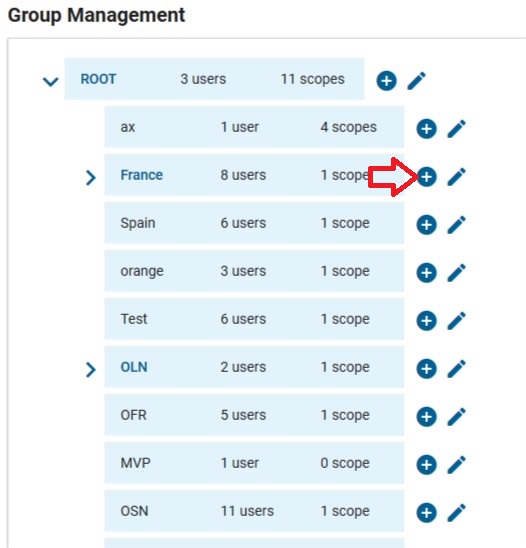 Group Management
ROOT 3 users 11 scopes
ax 1 user 4 scopes
France 8 users 1 scope
Spain 6 users 1 scope
orange 3 users 1 scope
Test 6 users 1 scope
OLN 2 users 1 scope
OFR 5 users 1 scope
MVP 1 user 0 scope
OSN 11 users 1 scope